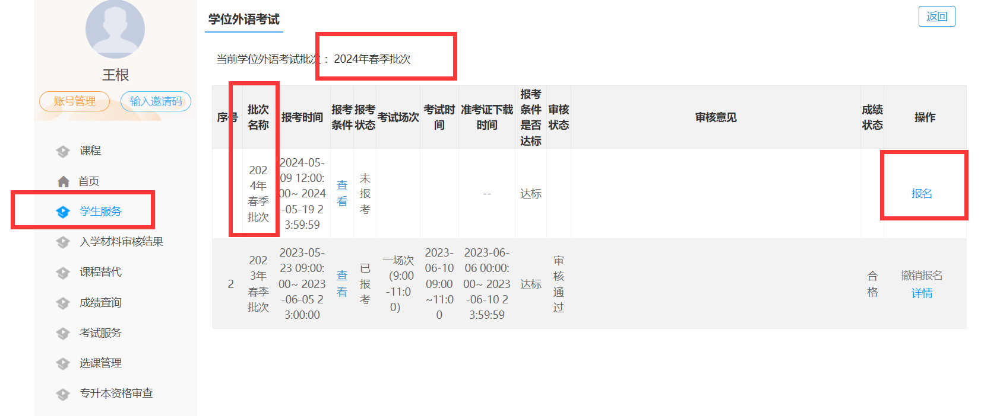 王根
账号管理
输入邀请码
课程
首页
学生服务
入学材料审核结果
课程替代
成绩查询
考试服务
选课管理
专升本资格审查
学位外语考试
返回
当前学位外语考试批次 ： 2024年春季批次
序号
批次
名称
报考时间
报考
条件
报考
状态
考试场次
考试时
间
准考证下载
时间
报考
条件
是否
达标
审核
状态
审核意见
成绩
状态
操作
202
4年
春季
批次
2024-05-
09 12:00:
00~ 2024
-05-19 2
3:59:59
查
看
未
报
考
--
达标
报名
2
202
3年
春季
批次
2023-05-
23 09:00:
00~ 2023
-06-05 2
3:00:00
查
看
已
报
考
一场次
（9:00
-11:0
0）
2023-
06-10
09:00
~11:0
0
2023-06-
06 00:00:
00~ 2023
-06-10 2
3:59:59
达标
审
核
通
过
合
格
撤销报名
详情